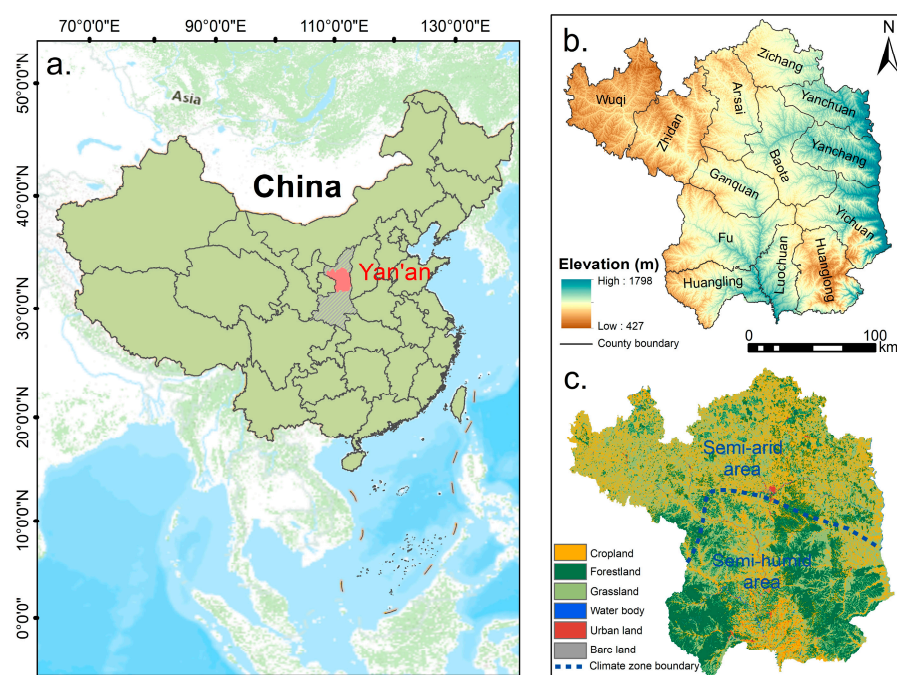 70°0'0"N
90°0'0"N
110°0'0"N
130°0'0"N
50°0'0"N
40°0'0"N
30°0'0"N
20°0'0"N
10°0'0"N
0°0'0"
a.
Asia
China
Yan'an
b.
N
Zichang
Wuqi
Yanchuan
Arsai
Zhidan
Yanchang
Baota
Ganquan
Yichuan
Fu
Luochuan
Huanglong
Huangling
Elevation (m)
High : 1798
Low : 427
County boundary
0
100
km
c.
Semi-arid
area
Semi-humid
area
Cropland
Forestland
Grassland
Water body
Urban land
Barc land
Climate zone boundary